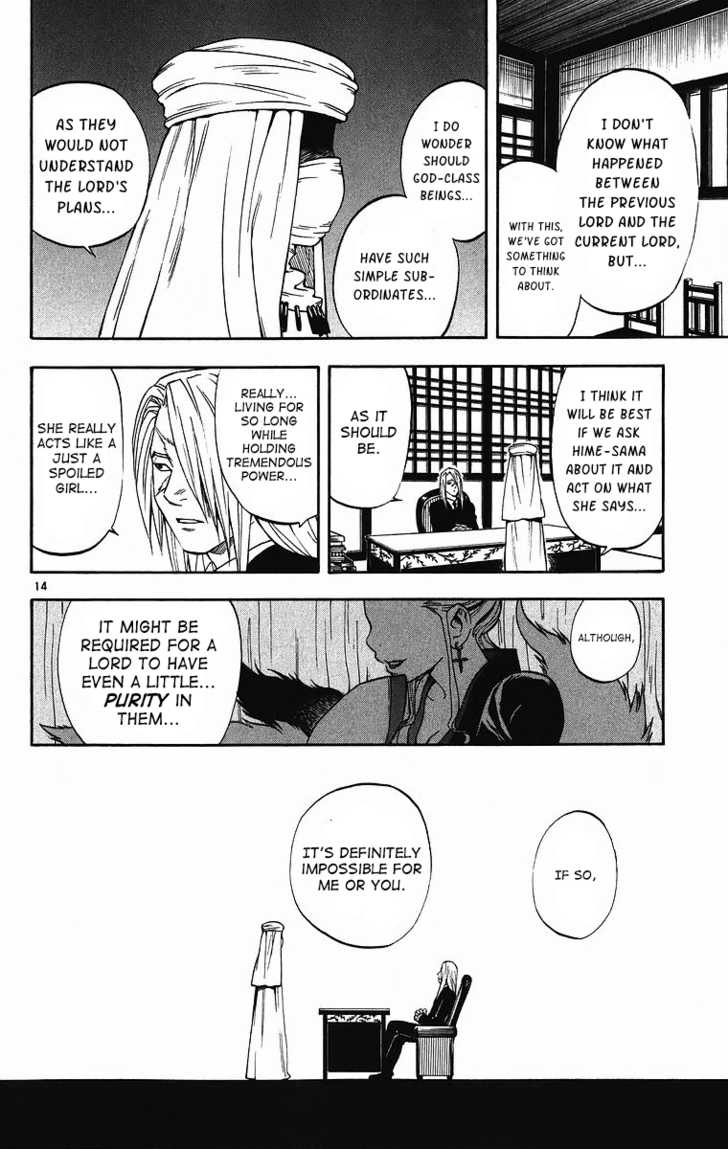 I DON'T
KNOW WHAT
HAPPENED
BETWEEN
THE PREVIOUS
LORD AND THE
CURRENT LORD,
BUT...
WITH THIS,
WE'VE GOT
SOMETHING
TO THINK
ABOUT.
I DO
WONDER
SHOULD
GOD-CLASS
BEINGS...
HAVE SUCH
SIMPLE SUB-
ORDINATES...
AS THEY
WOULD NOT
UNDERSTAND
THE LORD'S
PLANS...
I THINK IT
WILL BE BEST
IF WE ASK
HIME-SAMA
ABOUT IT AND
ACT ON WHAT
SHE SAYS...
AS IT
SHOULD
BE.
REALLY...
LIVING FOR
SO LONG
WHILE
HOLDING
TREMENDOUS
POWER...
SHE REALLY
ACTS LIKE A
JUST A
SPOILED
GIRL...
14
ALTHOUGH,
IT MIGHT BE
REQUIRED FOR A
LORD TO HAVE
EVEN A LITTLE...
PURITY IN
THEM...
IF SO,
IT'S DEFINITELY
IMPOSSIBLE FOR
ME OR YOU.